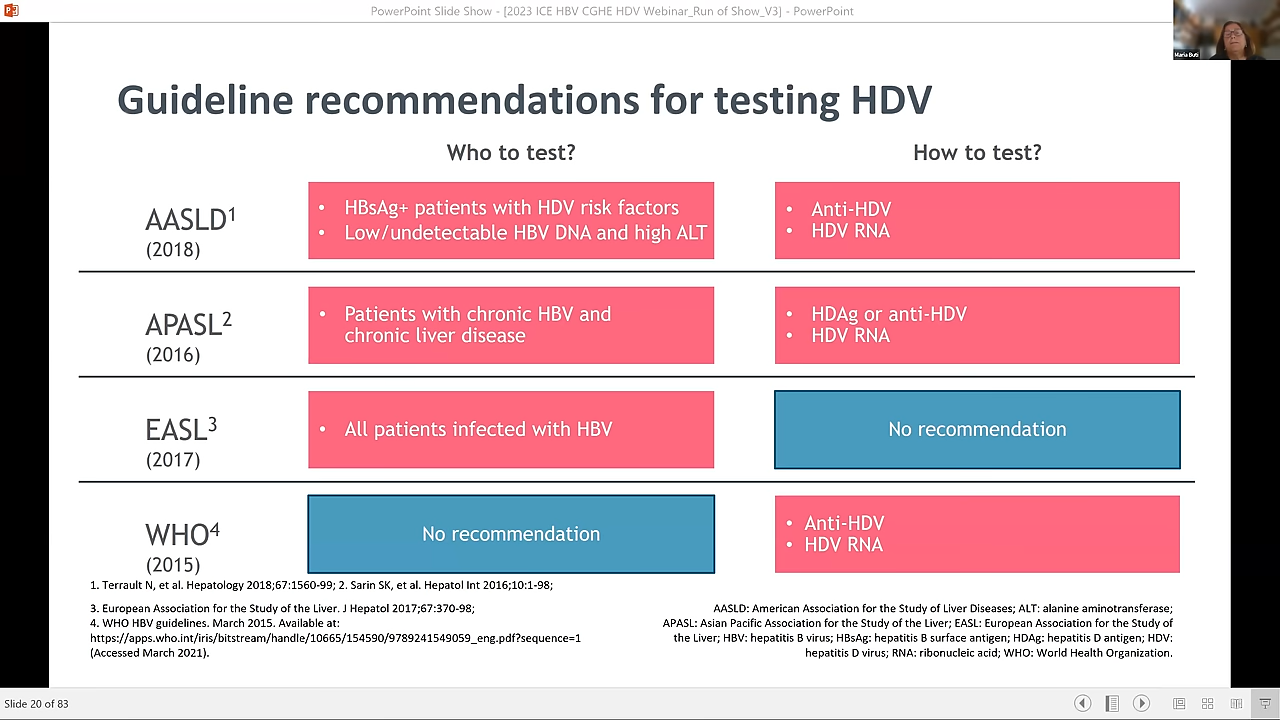 PowerPoint Slide Show - [2023 ICE HBV CGHE HDV Webinar_Run of Show_V3] - PowerPoint
Maria Buti
Guideline recommendations for testing HDV
Who to test?
How to test?
AASLD1
(2018)
• HBsAg+ patients with HDV risk factors
• Low/undetectable HBV DNA and high ALT
• Anti-HDV
• HDV RNA
APASL2
(2016)
• Patients with chronic HBV and
chronic liver disease
• HDAg or anti-HDV
• HDV RNA
EASL3
(2017)
• All patients infected with HBV
No recommendation
WHO4
(2015)
No recommendation
• Anti-HDV
• HDV RNA
1. Terrault N, et al. Hepatology 2018;67:1560-99; 2. Sarin SK, et al. Hepatol Int 2016;10:1-98;
3. European Association for the Study of the Liver. J Hepatol 2017;67:370-98;
4. WHO HBV guidelines. March 2015. Available at:
https://apps.who.int/iris/bitstream/handle/10665/154590/9789241549059_eng.pdf?sequence=1
(Accessed March 2021).
AASLD: American Association for the Study of Liver Diseases; ALT: alanine aminotransferase;
APASL: Asian Pacific Association for the Study of the Liver; EASL: European Association for the Study of
the Liver; HBV: hepatitis B virus; HBsAg: hepatitis B surface antigen; HDAg: hepatitis D antigen; HDV:
hepatitis D virus; RNA: ribonucleic acid; WHO: World Health Organization.
Slide 20 of 83